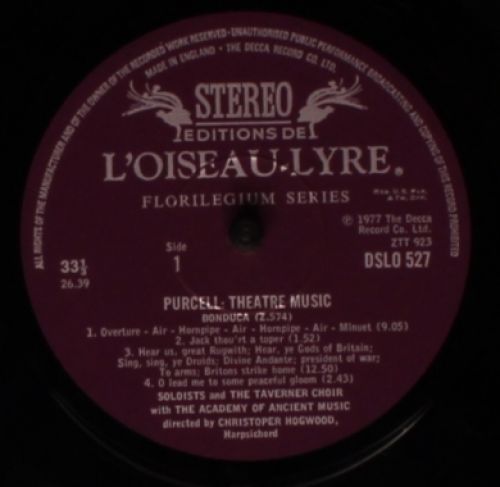 ALL RIGHTS OF THE MANUFACTURER AND OF THE OWNER OF THE RECORDED WORK RESERVED - UNAUTHORISED PUBLIC PERFORMANCE BROADCASTING AND COPYING OF THIS RECORD PROHIBITED
MADE IN ENGLAND · THE DECCA RECORD CO. LTD.
STEREO
EDITIONS DE
L'OISEAU-LYRE.
FLORILEGIUM SERIES
Reg. U.S. Pat.
& Tm. Off.
℗ 1977 The Decca
Record Co. Ltd.
ZTT 923
DSLO 527
Side
1
33⅓
26.39
PURCELL: THEATRE MUSIC
BONDUCA (Z.574)
1. Overture - Air - Hornpipe - Air - Hornpipe - Air - Minuet (9.05)
2. Jack thou'rt a toper (1.52)
3. Hear us, great Rugwith; Hear, ye Gods of Britain;
Sing, sing, ye Druids; Divine Andante; president of war;
To arms; Britons strike home (12.50)
4. O lead me to some peaceful gloom (2.43)
SOLOISTS and THE TAVERNER CHOIR
with THE ACADEMY OF ANCIENT MUSIC
directed by CHRISTOPER HOGWOOD,
Harpsichord